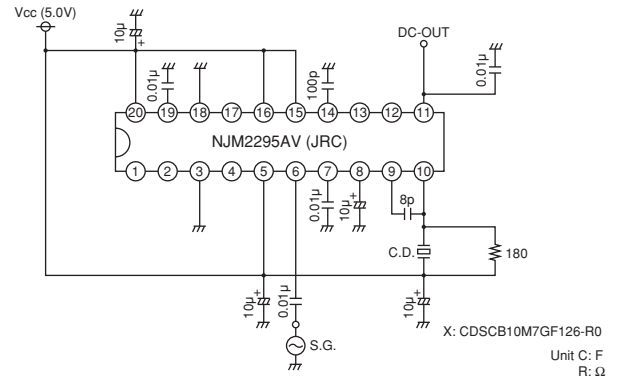 Vcc (5.0V)
10μ
+
DC-OUT
0.01μ
100p
0.01μ
20 19 18 17 16 15 14 13 12 11
NJM2295AV (JRC)
1 2 3 4 5 6 7 8 9 10
0.01μ
10μ
+
8p
C.D.
180
10μ
+
0.01μ
10μ
+
S.G.
X: CDSCB10M7GF126-R0
Unit C: F
R: Ω